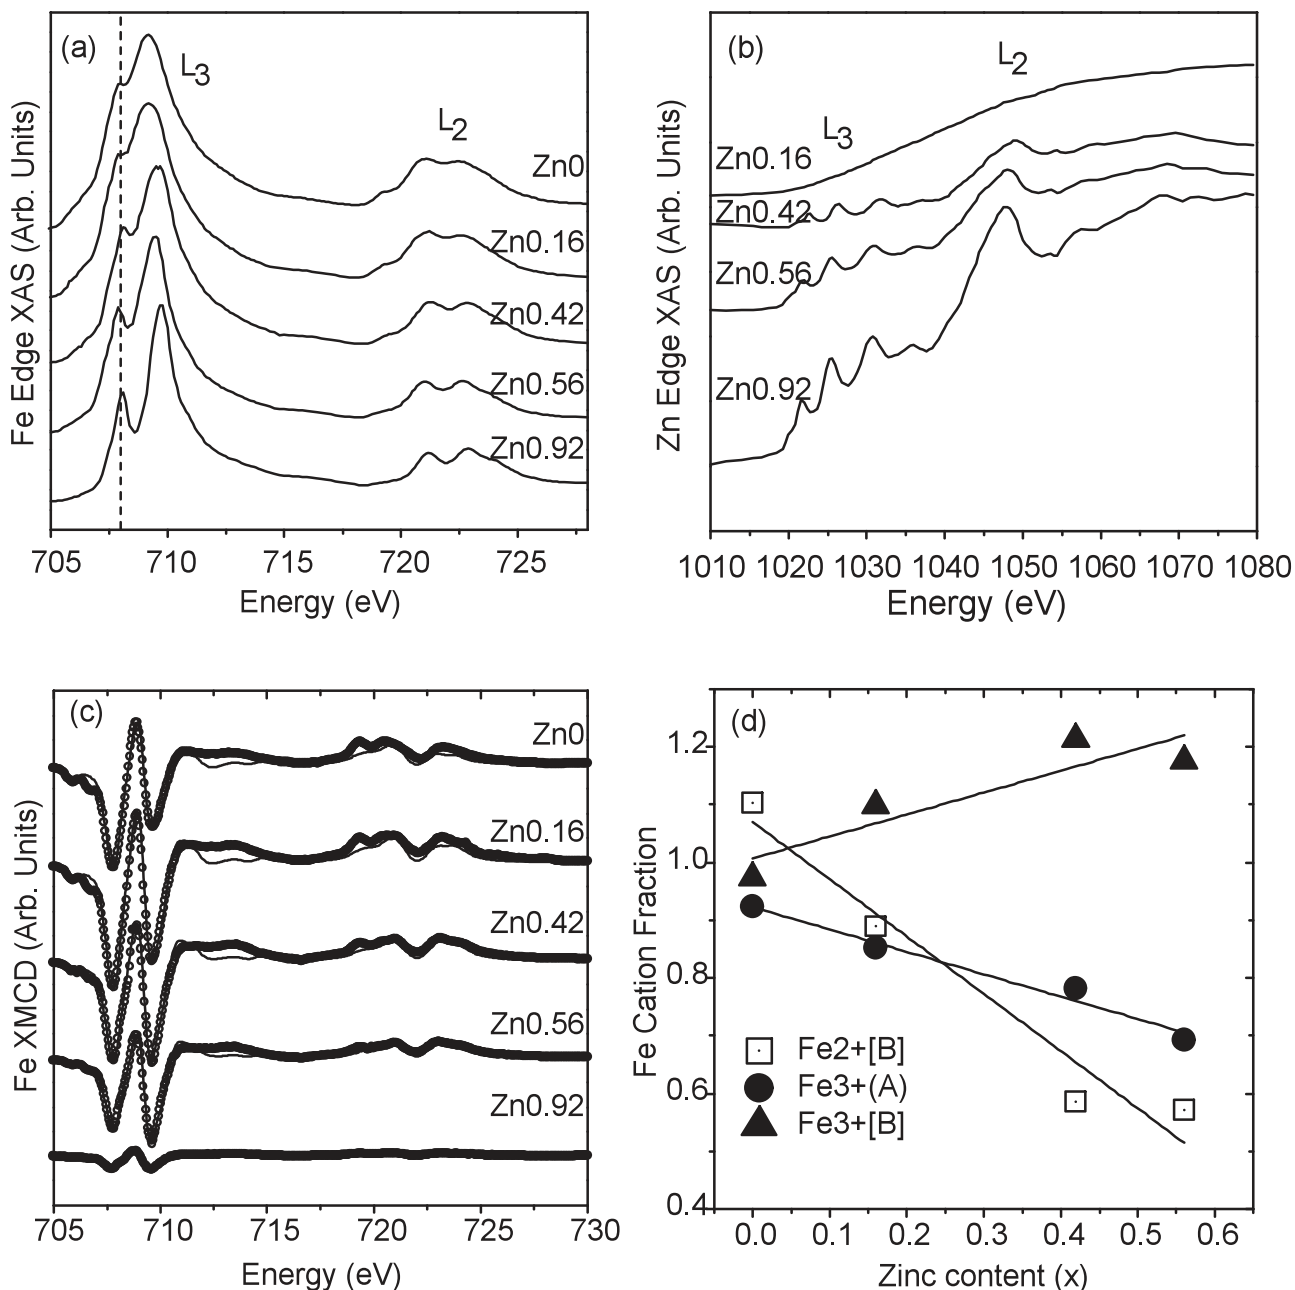 (a)
L3
L2
Zn0
Zn0.16
Zn0.42
Zn0.56
Zn0.92
Fe Edge XAS (Arb. Units)
705 710 715 720 725
Energy (eV)
(b)
L2
L3
Zn0.16
Zn0.42
Zn0.56
Zn0.92
Zn Edge XAS (Arb. Units)
1010 1020 1030 1040 1050 1060 1070 1080
Energy (eV)
(c)
Zn0
Zn0.16
Zn0.42
Zn0.56
Zn0.92
Fe XMCD (Arb. Units)
705 710 715 720 725 730
Energy (eV)
(d)
1.2
1.0
0.8
0.6
0.4
Fe Cation Fraction
Fe2+[B]
Fe3+(A)
Fe3+[B]
0.0 0.1 0.2 0.3 0.4 0.5 0.6
Zinc content (x)